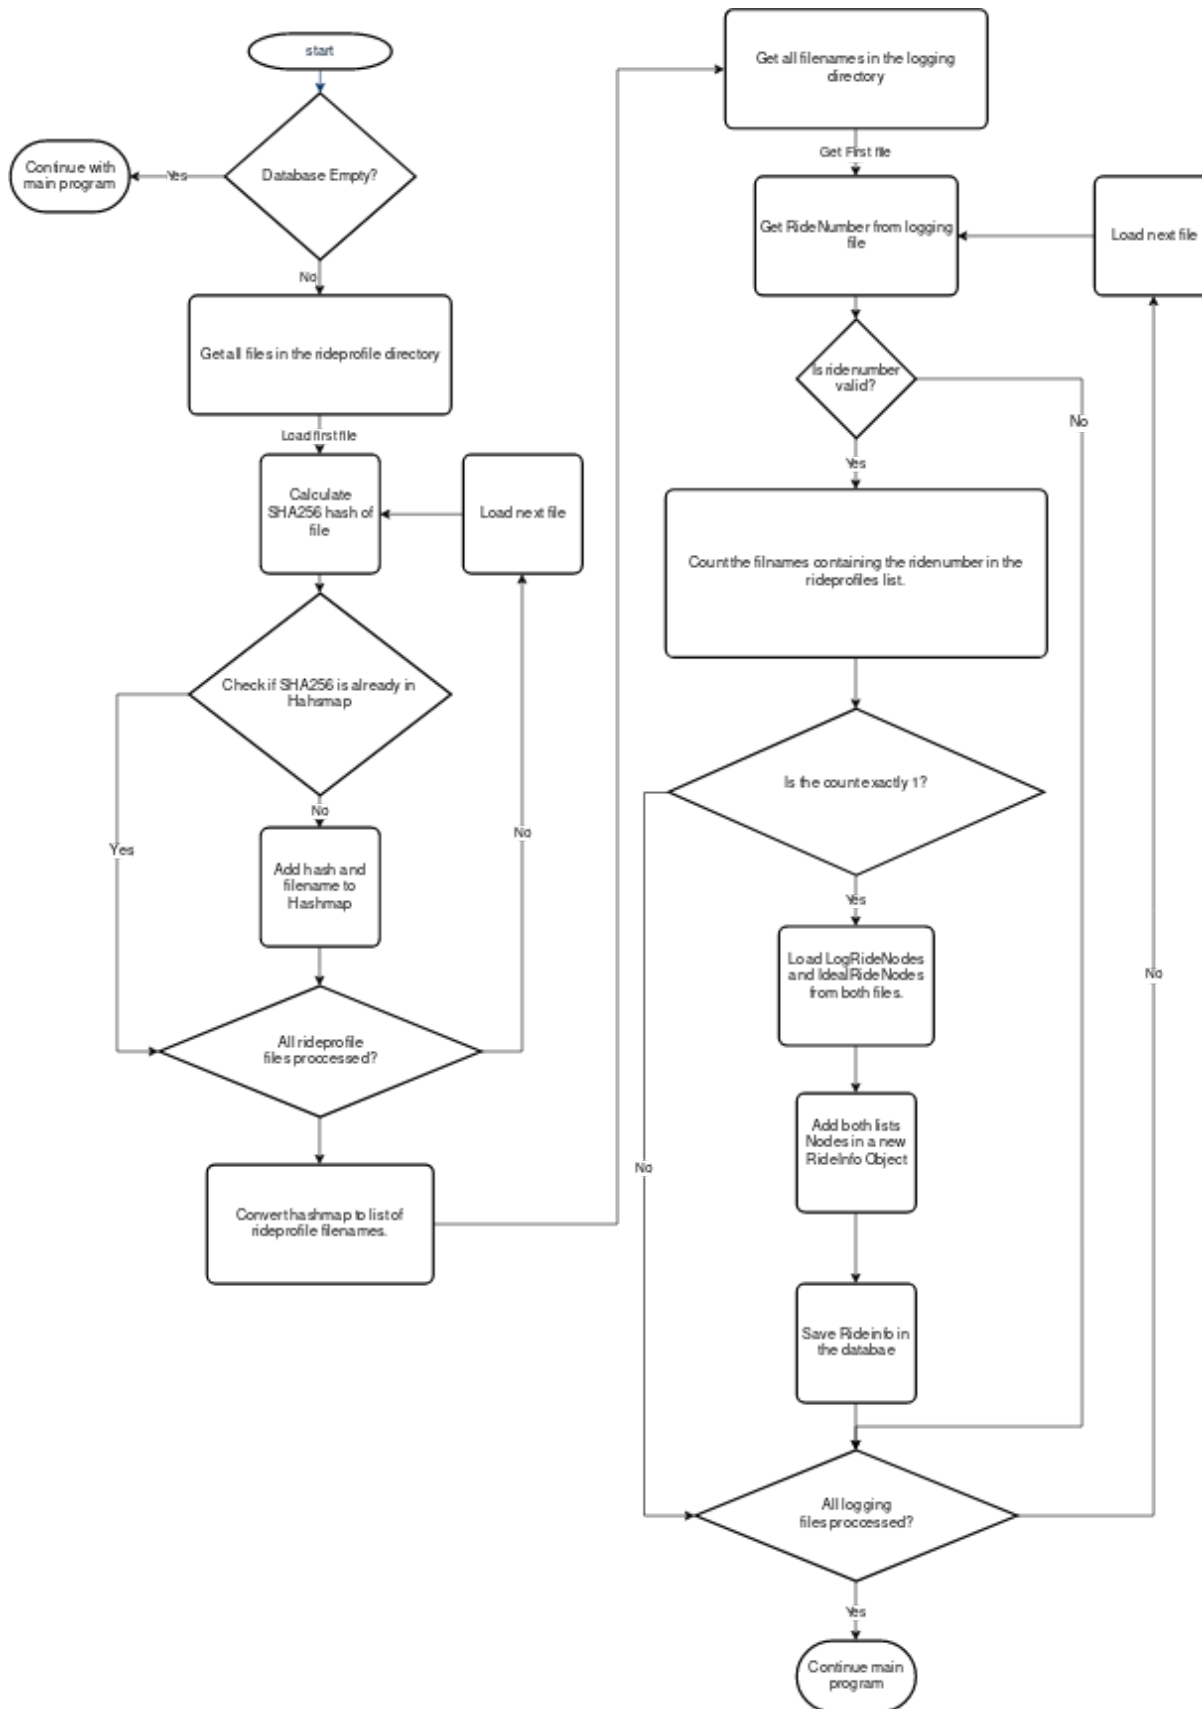 start
Database Empty?
Yes
Continue with
main program
No
Get all files in the rideprofile directory
Load first file
Calculate
SHA256 hash of
file
Load next file
Check if SHA256 is already in
Hahsmap
Yes
No
Add hash and
filename to
Hashmap
No
All rideprofile
files proccessed?
Convert hashmap to list of
rideprofile filenames.
Get all filenames in the logging
directory
Get First file
Get RideNumber from logging
file
Load next file
Is ridenumber
valid?
No
Yes
Count the filnames containing the ridenumber in the
rideprofiles list.
Is the count exactly 1?
Yes
Load LogRideNodes
and IdealRideNodes
from both files.
No
Add both lists
Nodes in a new
RideInfo Object
No
Save Rideinfo in
the databae
All logging
files proccessed?
Yes
Continue main
program